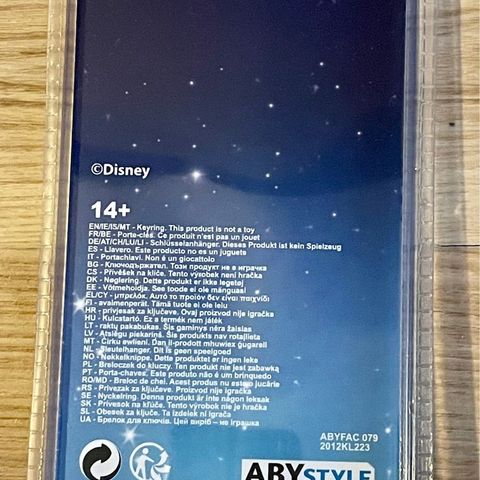 ©Disney
14+
EN/IE/IS/MT - Keyring. This product is not a toy
FR/BE - Porte-clés. Ce produit n'est pas un jouet
DE/AT/CH/LU/LI - Schlüsselanhänger. Dieses Produkt ist kein Spielzeug
ES - Llavero. Este producto no es un juguete
IT - Portachiavi. Non è un giocattolo
BG - Ключодържател. Този продукт не е играчка
CS - Přívěšek na klíče. Tento výrobek není hračka
DK - Nøglering. Dette produkt er ikke legetøj
EE - Võtmehoidja. See toode ei ole mänguasi
EL/CY - μπρελόκ. Αυτό το προϊόν δεν είναι παιχνίδι
FI - avaimenperät. Tämä tuote ei ole lelu
HR - privjesak za ključeve. Ovaj proizvod nije igračka
HU - Kulcstartó. Ez a termék nem játék
LT - raktų pakabukas. Šis gaminys nėra žaislas
LV - Atslēgu piekariņš. Šis produkts nav rotaļlieta
MT - Ċirku ewlieni. Dan il-prodott mhuwiex ġugarell
NL - Sleutelhanger. Dit is geen speelgoed
NO - Nøkkelknippe. Dette produktet er ingen leke
PL - Breloczek do kluczy. Ten produkt nie jest zabawką
PT - Porta-chaves. Este produto não é um brinquedo
RO/MD - Breloc de chei. Acest produs nu este o jucărie
RS - Privezak za ključeve. Proizvod nije igračka
SE - Nyckelring. Denna produkt är inte någon leksak
SK - Prívesok na kľúče. Tento výrobok nie je hračka
SL - Obesek za ključe. Ta izdelek ni igrača
UA - Брелок для ключів. Цей виріб – не іграшка
ABYFAC 079
2012KL223
ABYSTYLE